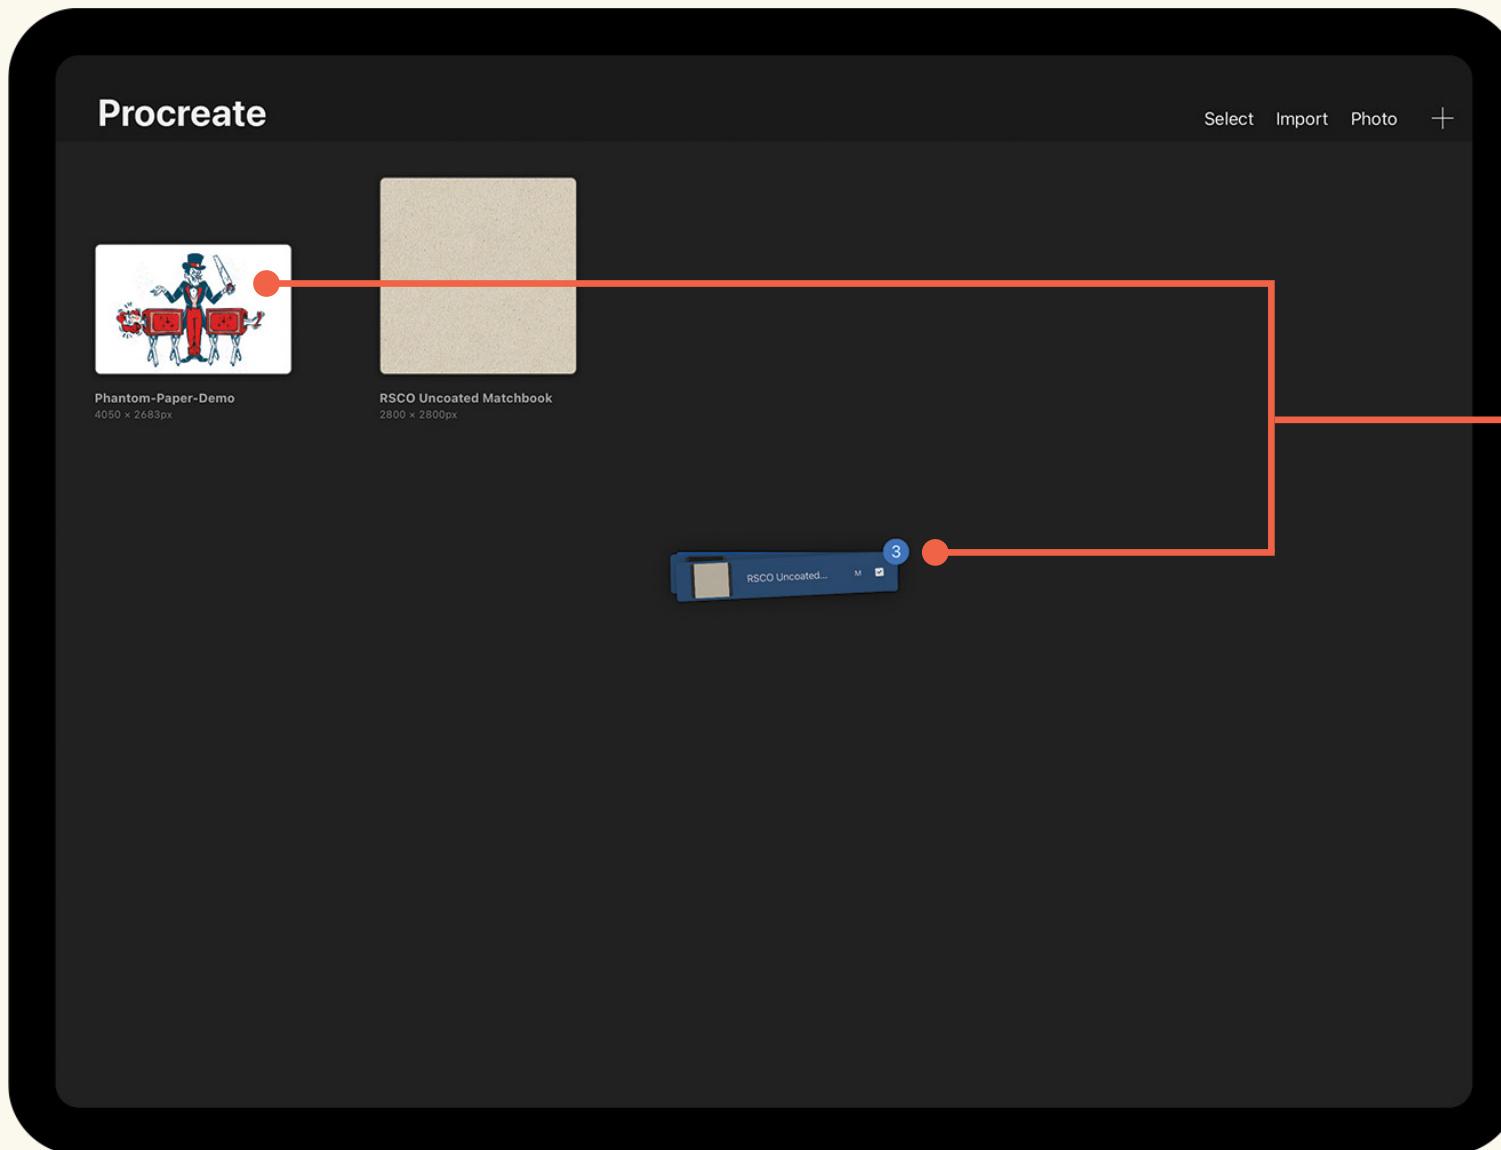 Procreate
Select Import Photo
Phantom-Paper-Demo
4050 × 2683px
RSCO Uncoated Matchbook
2800 × 2800px
3
RSCO Uncoated... M